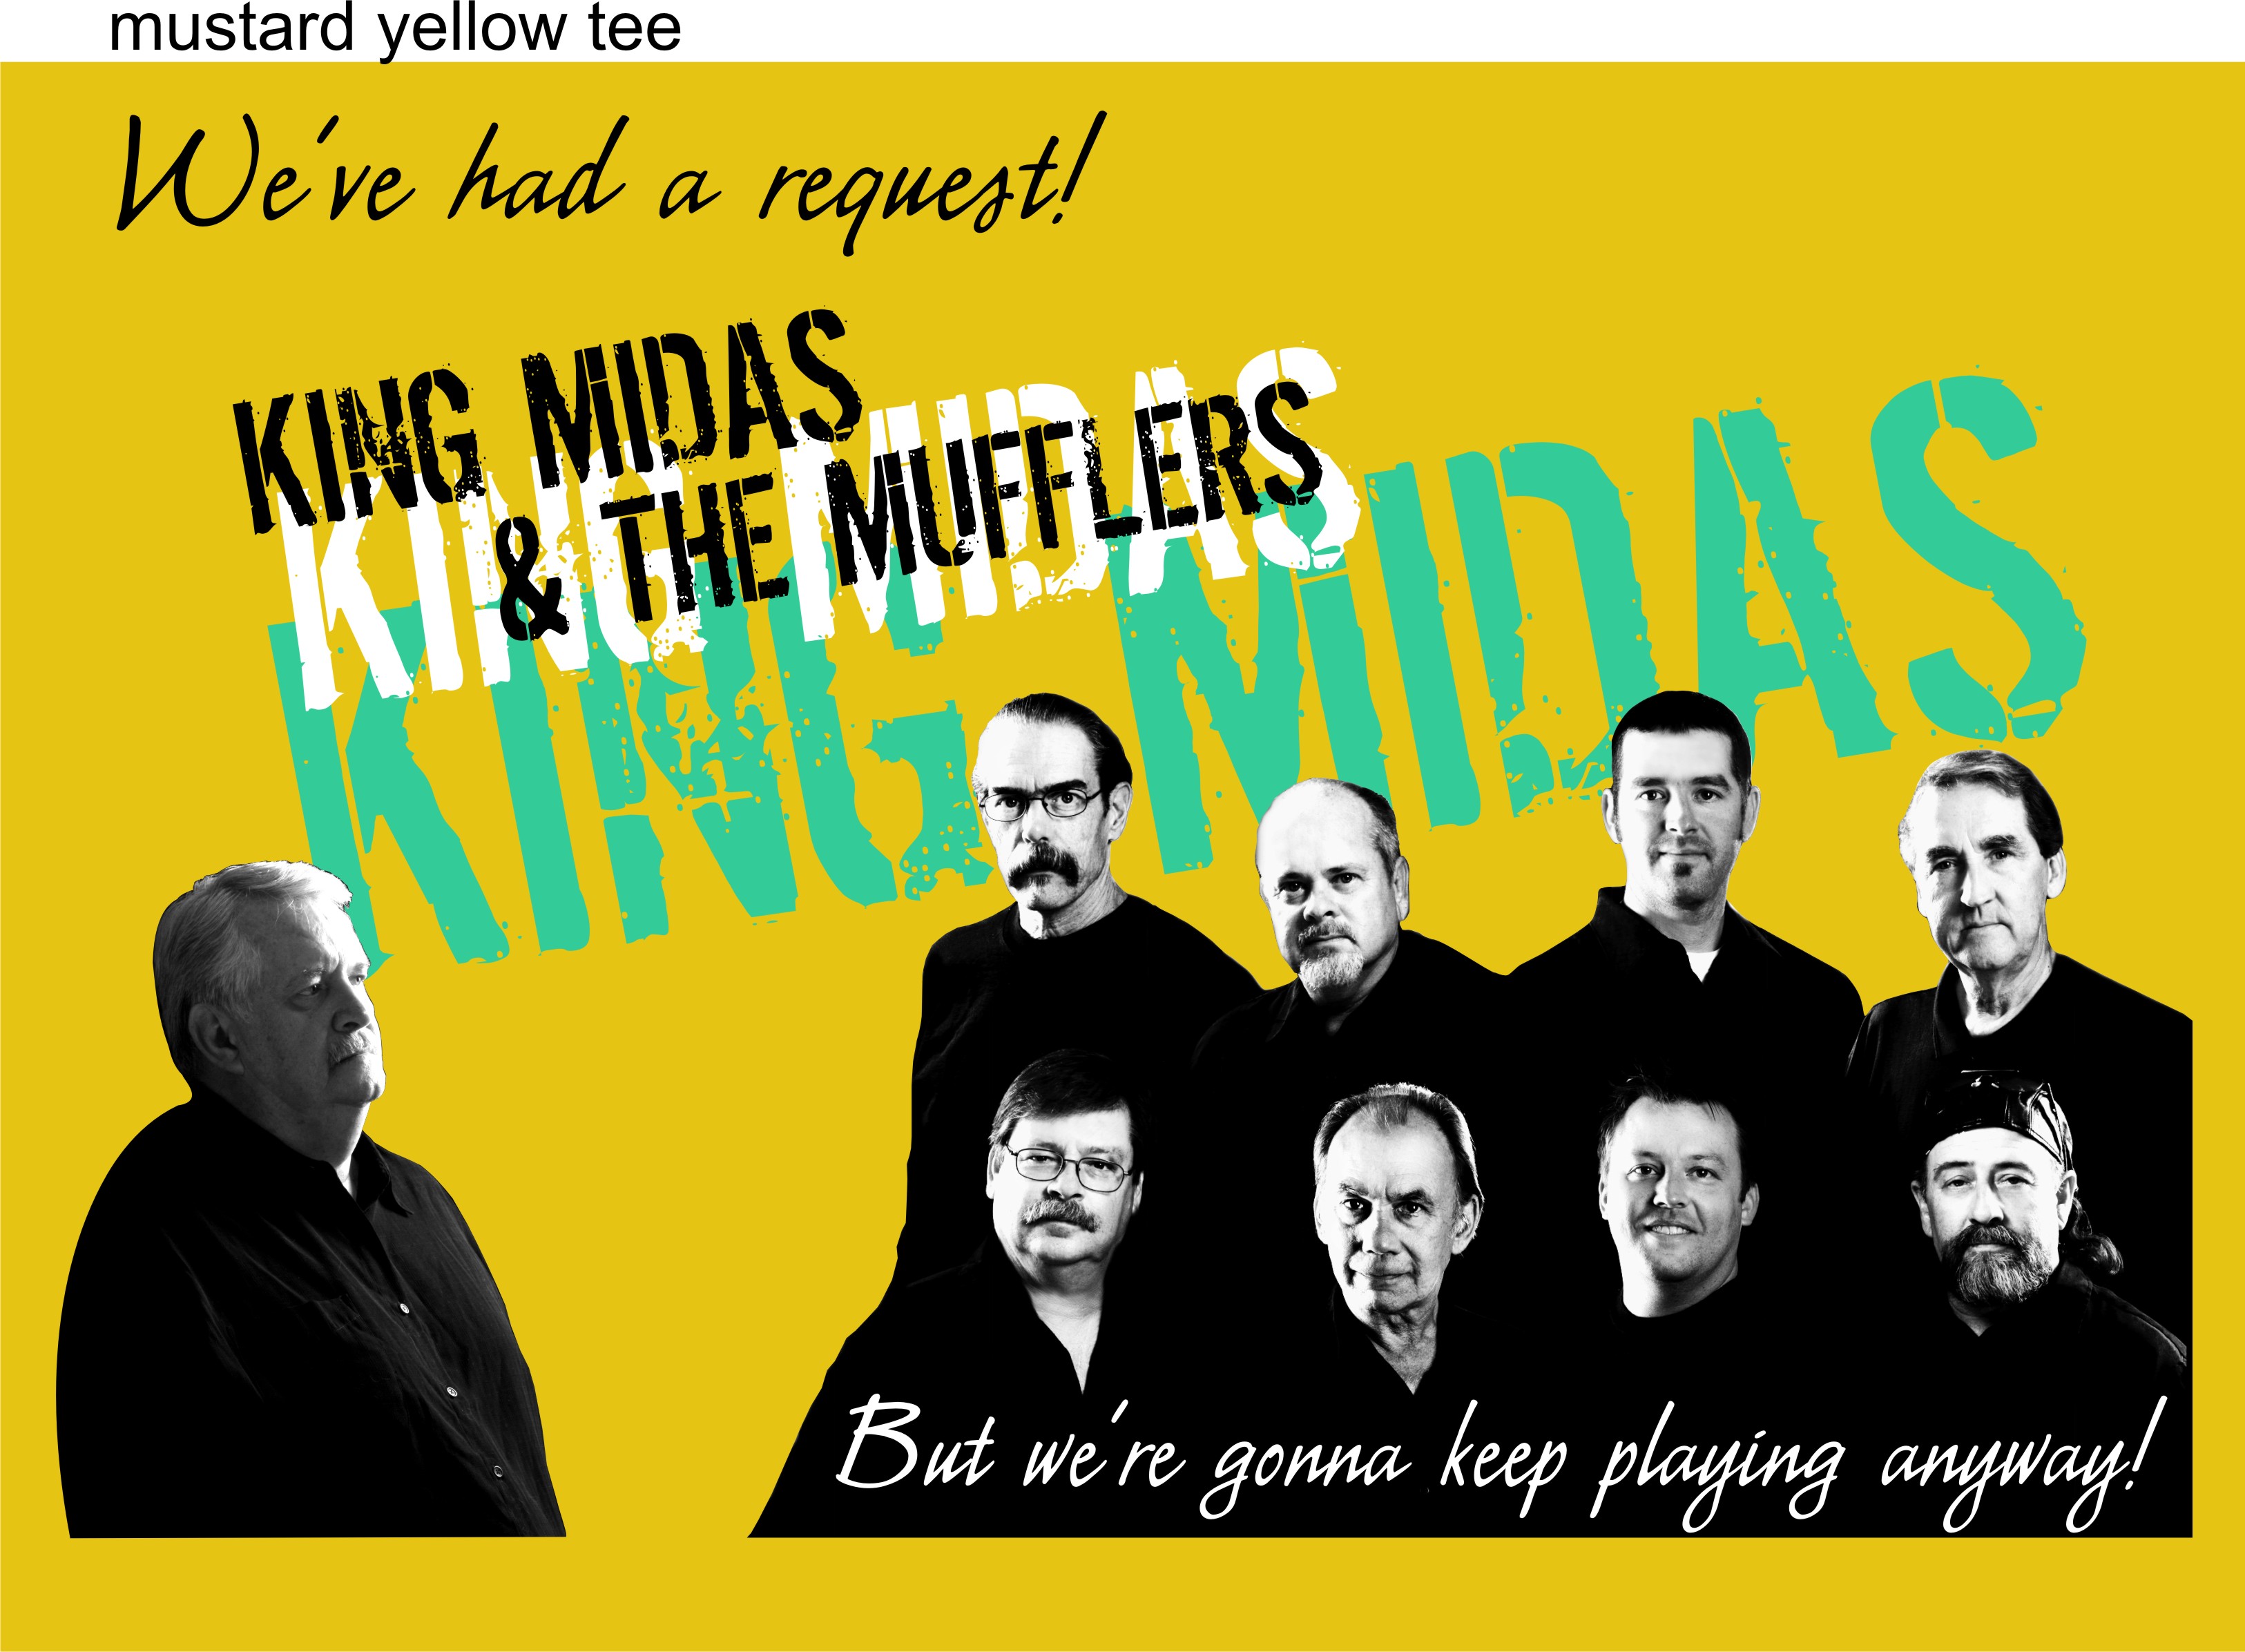 mustard yellow tee
We've had a request!
KING MIDAS
& THE MUFFLERS
KING MIDAS
KING MIDAS
But we're gonna keep playing anyway!